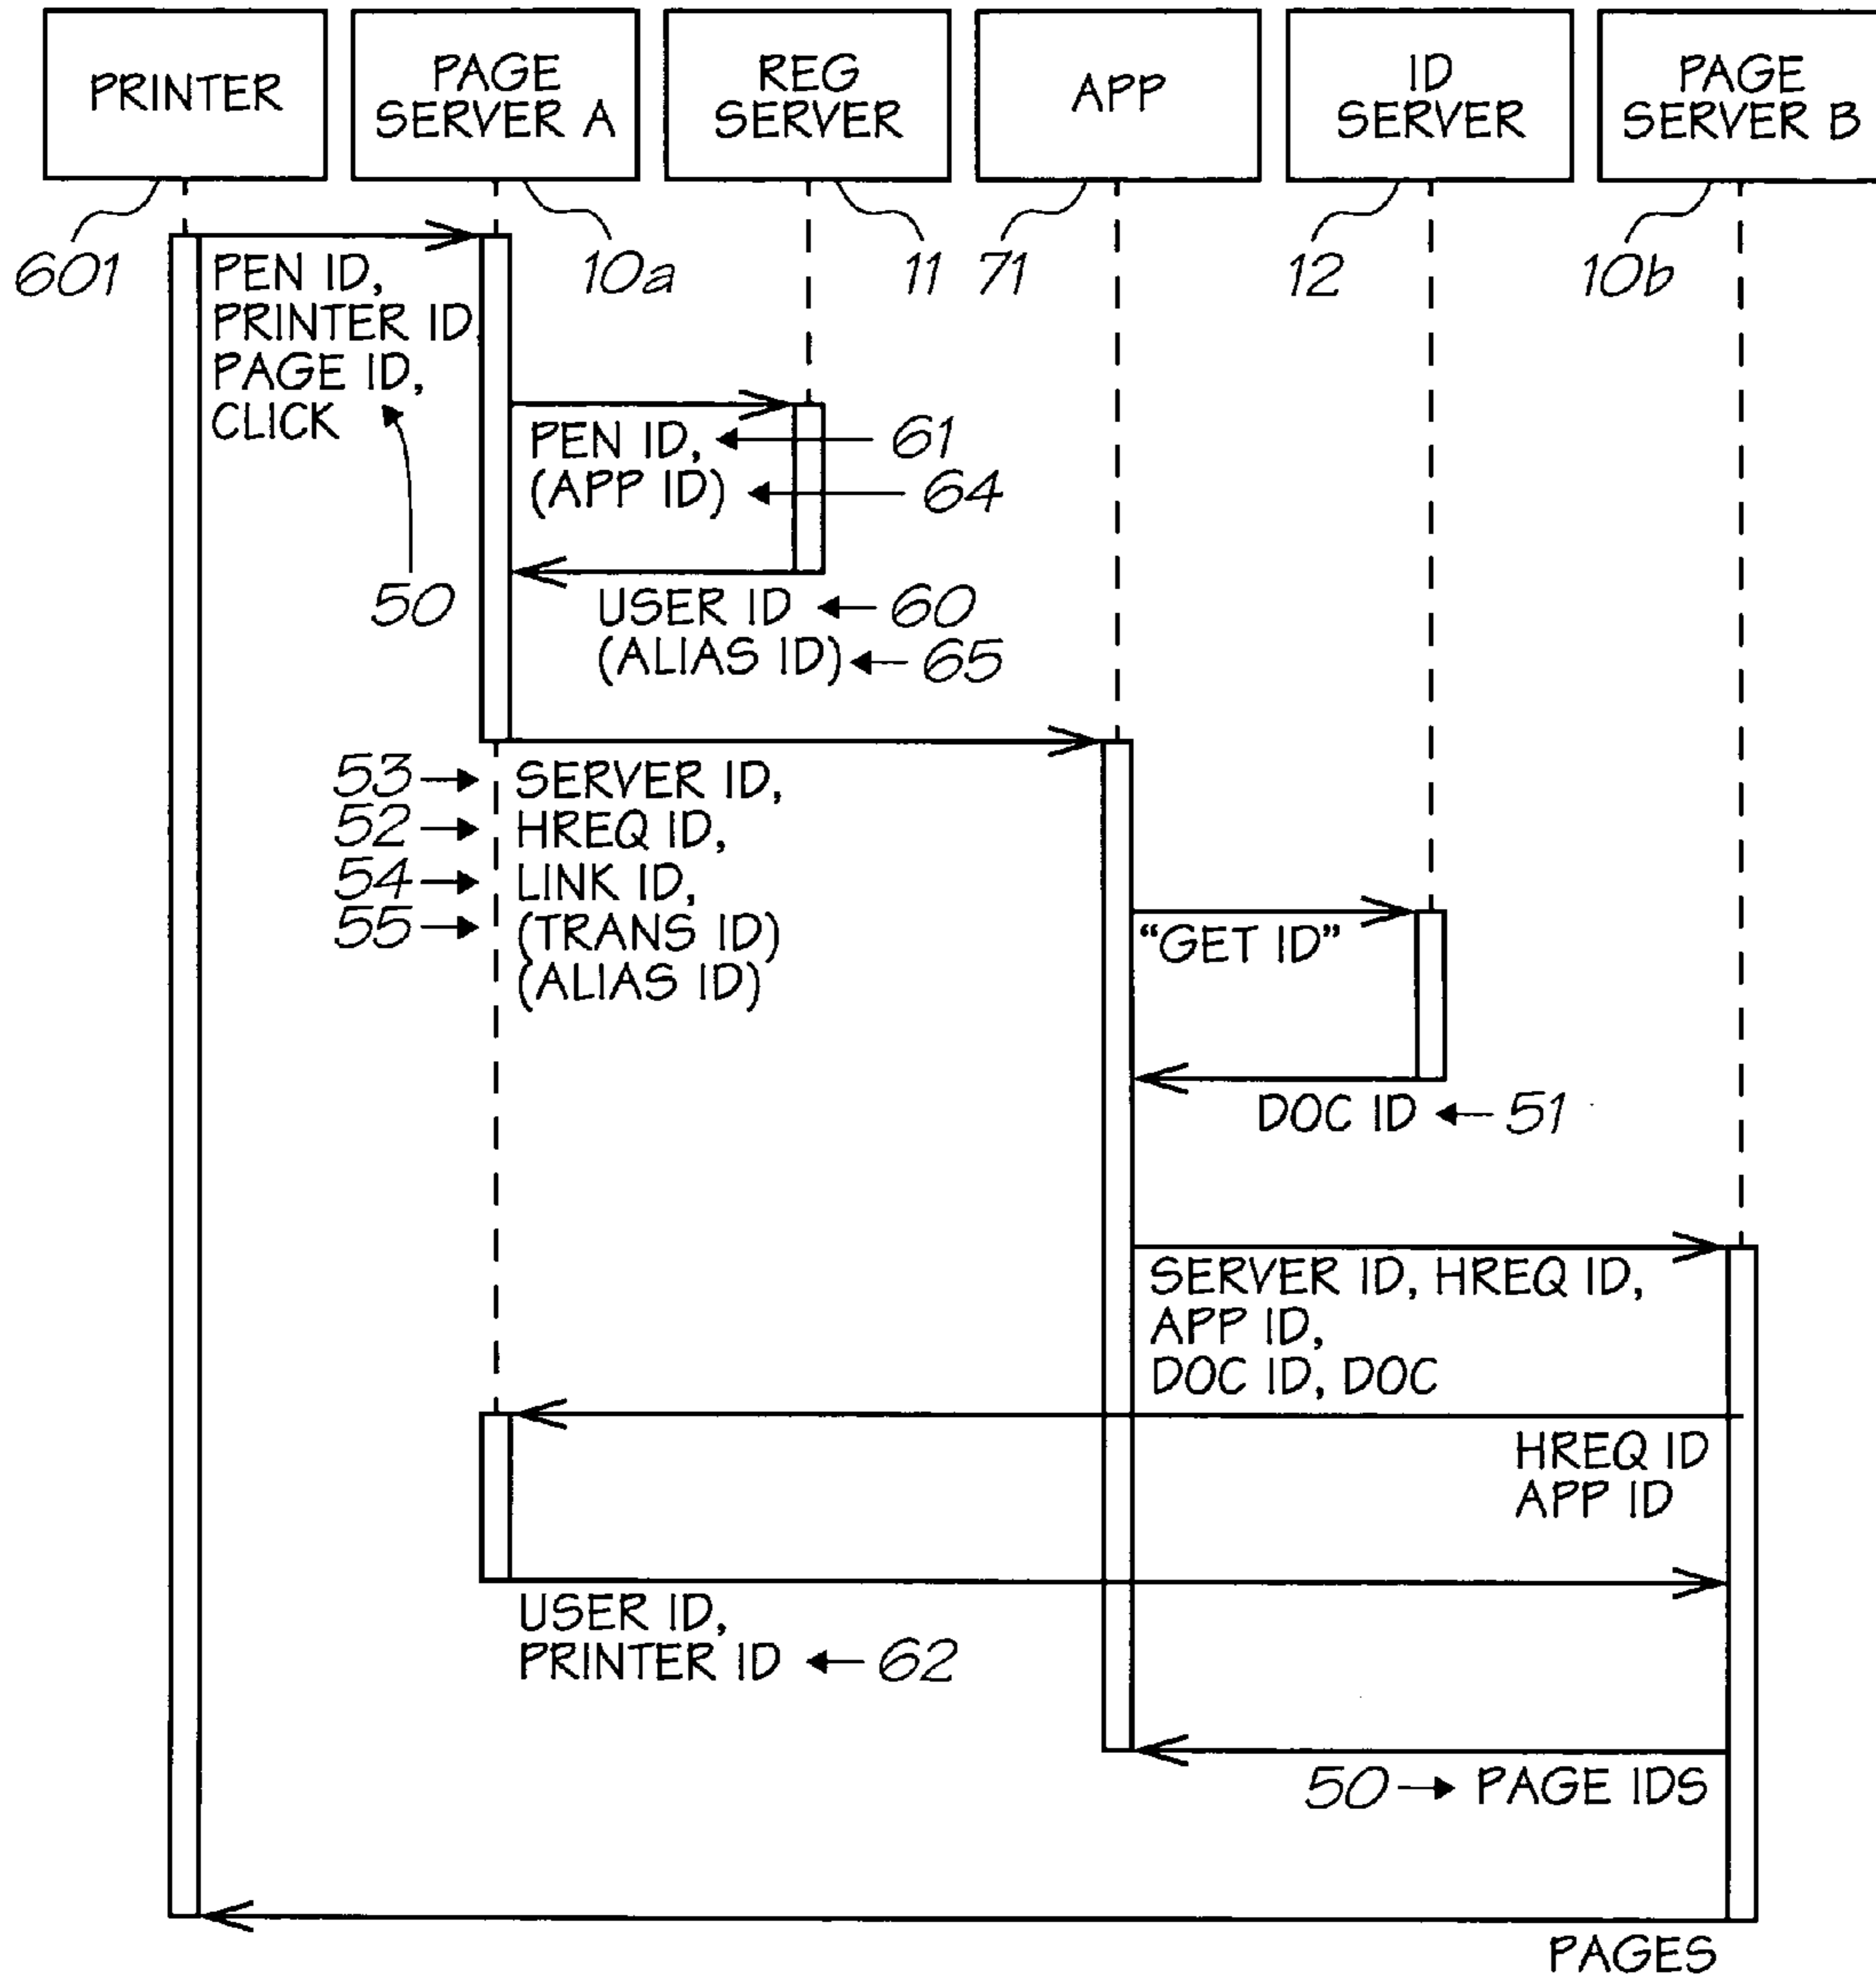 PRINTER
PAGE
SERVER A
REG
SERVER
APP
ID
SERVER
PAGE
SERVER B
601
10a
11
71
12
10b
PEN ID,
PRINTER ID
PAGE ID,
CLICK
50
PEN ID,
61
(APP ID)
64
USER ID
60
(ALIAS ID)
65
53
SERVER ID,
52
HREQ ID,
54
LINK ID,
55
(TRANS ID)
(ALIAS ID)
“GET ID”
DOC ID
51
SERVER ID, HREQ ID,
APP ID,
DOC ID, DOC
HREQ ID
APP ID
USER ID,
PRINTER ID
62
50
PAGE IDS
PAGES